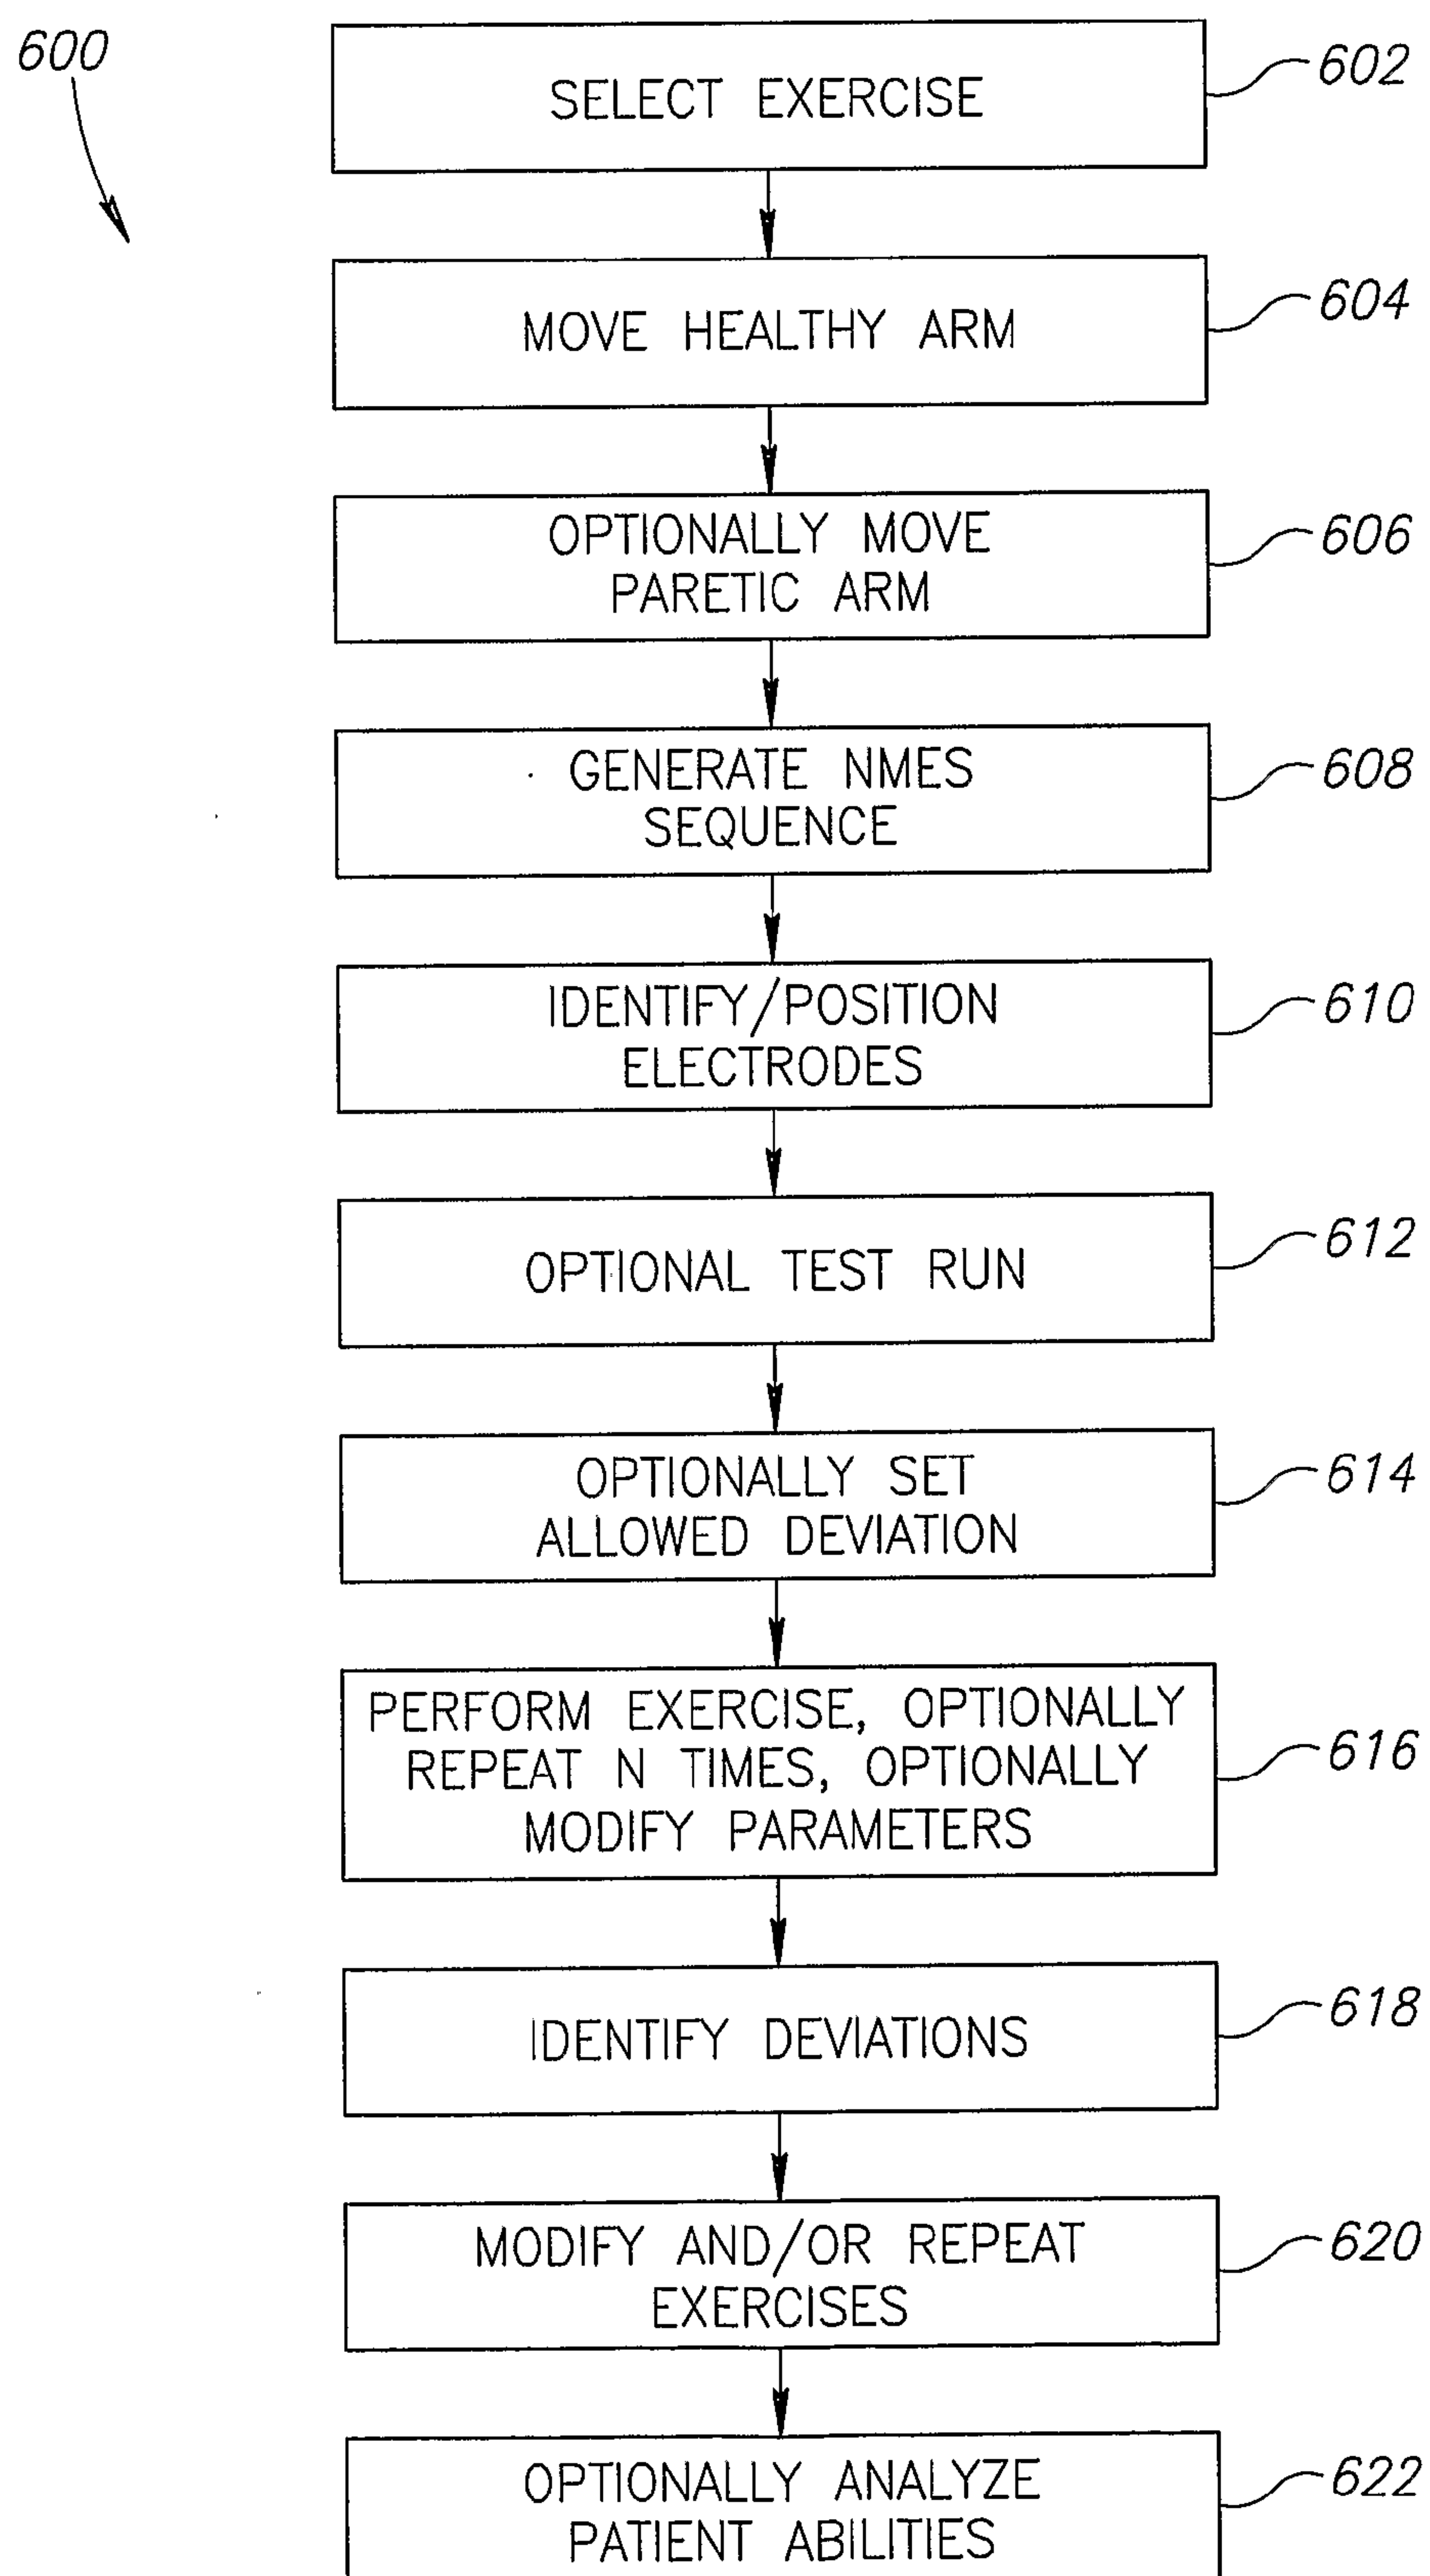 600
SELECT EXERCISE
602
MOVE HEALTHY ARM
604
OPTIONALLY MOVE
PARETIC ARM
606
GENERATE NMES
SEQUENCE
608
IDENTIFY/POSITION
ELECTRODES
610
OPTIONAL TEST RUN
612
OPTIONALLY SET
ALLOWED DEVIATION
614
PERFORM EXERCISE, OPTIONALLY
REPEAT N TIMES, OPTIONALLY
MODIFY PARAMETERS
616
IDENTIFY DEVIATIONS
618
MODIFY AND/OR REPEAT
EXERCISES
620
OPTIONALLY ANALYZE
PATIENT ABILITIES
622